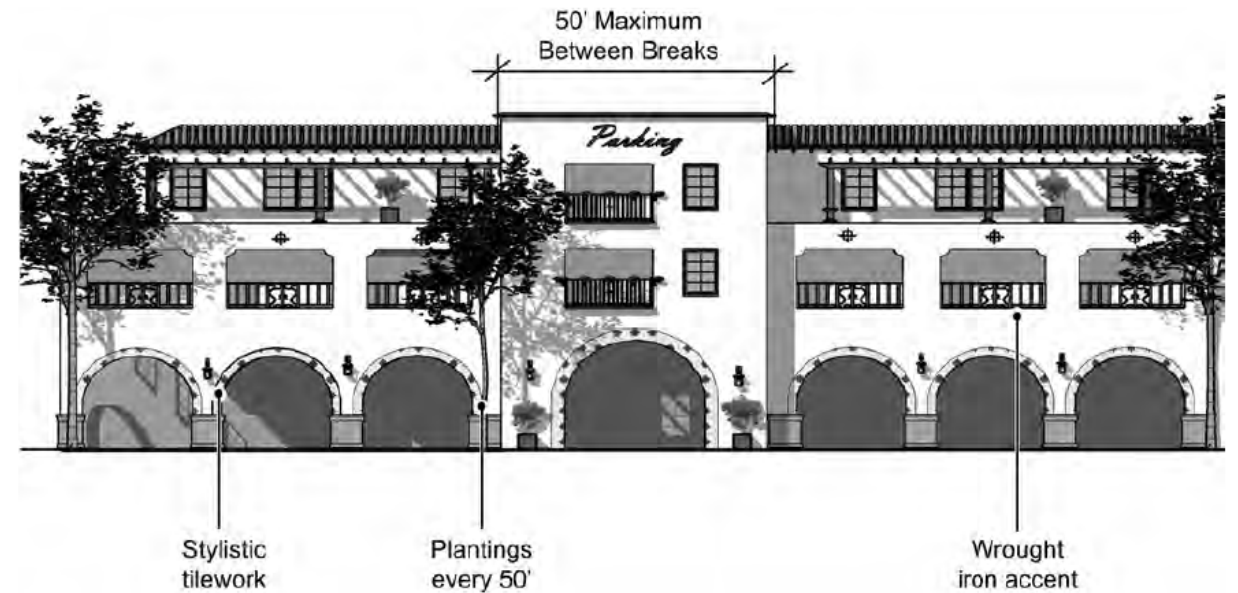 50' Maximum
Between Breaks
Parking
Stylistic
tilework
Plantings
every 50'
Wrought
iron accent